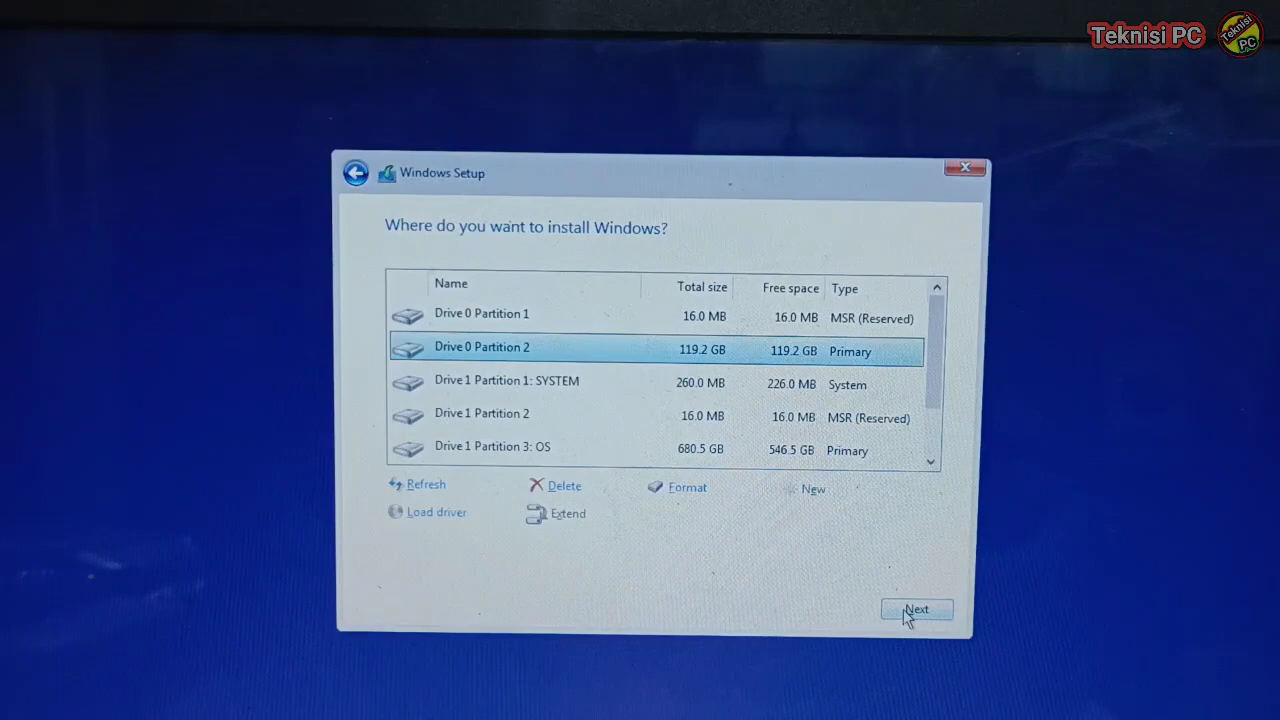 Teknisi PC
Teknisi PC
Windows Setup
Where do you want to install Windows?
Name Total size Free space Type
Drive 0 Partition 1 16.0 MB 16.0 MB MSR (Reserved)
Drive 0 Partition 2 119.2 GB 119.2 GB Primary
Drive 1 Partition 1: SYSTEM 260.0 MB 226.0 MB System
Drive 1 Partition 2 16.0 MB 16.0 MB MSR (Reserved)
Drive 1 Partition 3: OS 680.5 GB 546.5 GB Primary
Refresh Delete Format New
Load driver Extend
Next